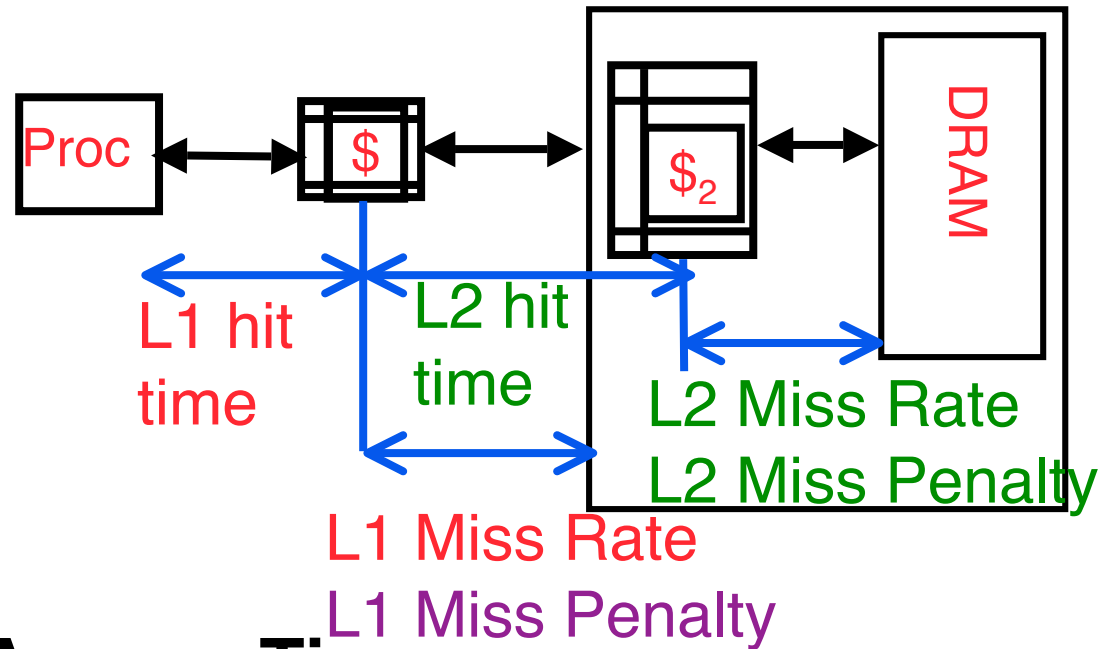 Proc
$
$2
DRAM
L1 hit
time
L2 hit
time
L2 Miss Rate
L2 Miss Penalty
L1 Miss Rate
L1 Miss Penalty